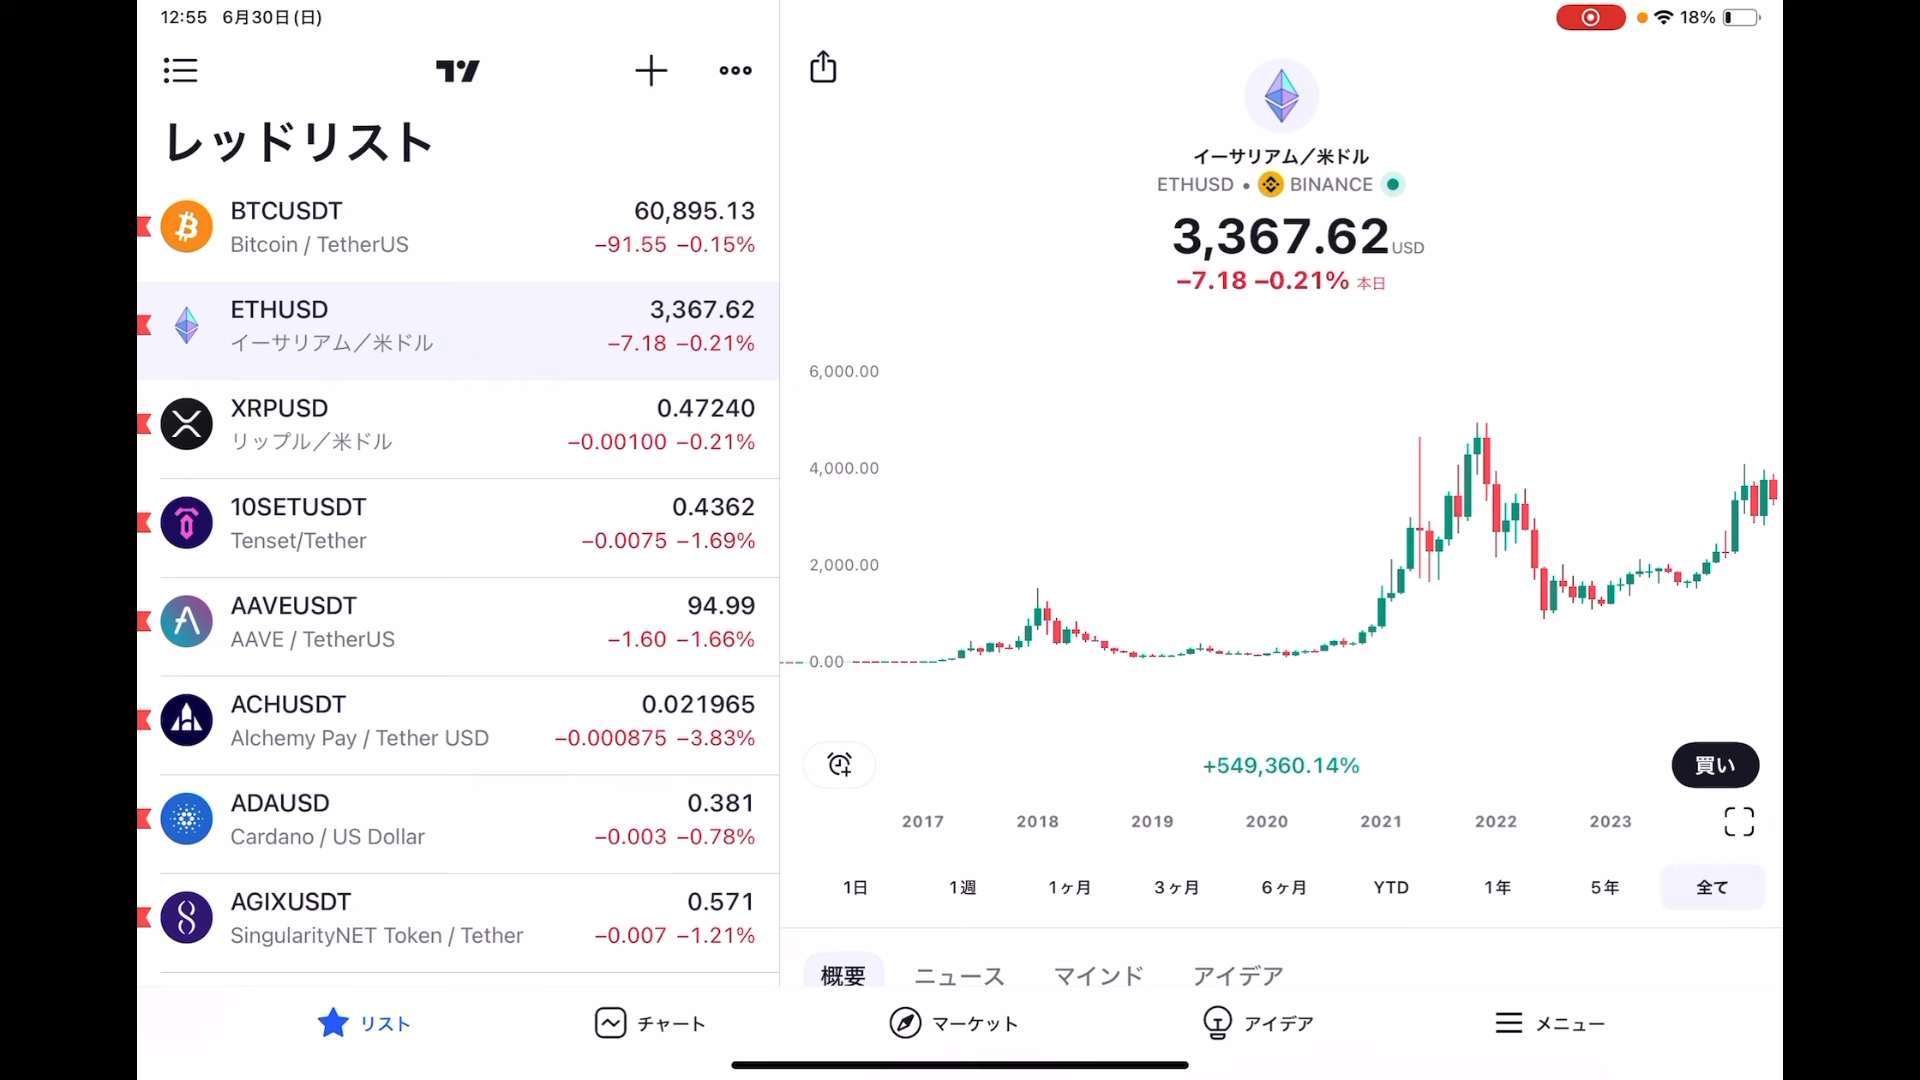 12:55 6月30日(日)
18%
レッドリスト
BTCUSDT 60,895.13
Bitcoin / TetherUS −91.55 −0.15%
ETHUSD 3,367.62
イーサリアム／米ドル −7.18 −0.21%
XRPUSD 0.47240
リップル／米ドル −0.00100 −0.21%
10SETUSDT 0.4362
Tenset/Tether −0.0075 −1.69%
AAVEUSDT 94.99
AAVE / TetherUS −1.60 −1.66%
ACHUSDT 0.021965
Alchemy Pay / Tether USD −0.000875 −3.83%
ADAUSD 0.381
Cardano / US Dollar −0.003 −0.78%
AGIXUSDT 0.571
SingularityNET Token / Tether −0.007 −1.21%
イーサリアム／米ドル
ETHUSD • BINANCE
3,367.62 USD
−7.18 −0.21% 本日
6,000.00
4,000.00
2,000.00
0.00
+549,360.14%
買い
2017 2018 2019 2020 2021 2022 2023
1日 1週 1ヶ月 3ヶ月 6ヶ月 YTD 1年 5年 全て
概要 ニュース マインド アイデア
リスト チャート マーケット アイデア メニュー